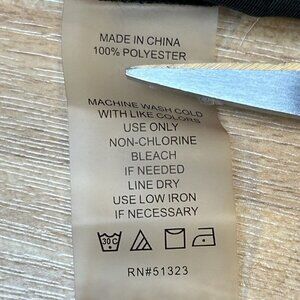 MADE IN CHINA
100% POLYESTER
MACHINE WASH COLD
WITH LIKE COLORS
USE ONLY
NON-CHLORINE
BLEACH
IF NEEDED
LINE DRY
USE LOW IRON
IF NECESSARY
30C
RN#51323